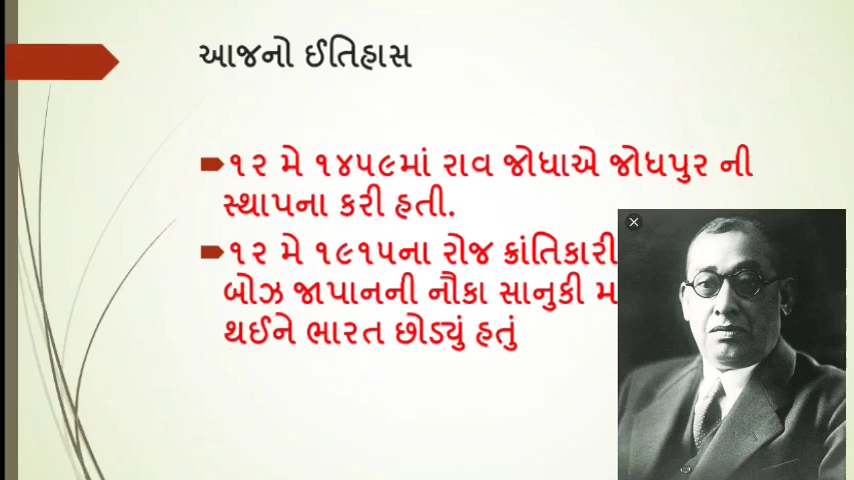 આજનો ઈતિહાસ
૧૨ મે ૧૪૫૯માં રાવ જોધાએ જોધપુર ની
સ્થાપના કરી હતી.
૧૨ મે ૧૯૧૫ના રોજ ક્રાંતિકારી
બોઝ જાપાનની નૌકા સાનુકી મ
થઈને ભારત છોડ્યું હતું